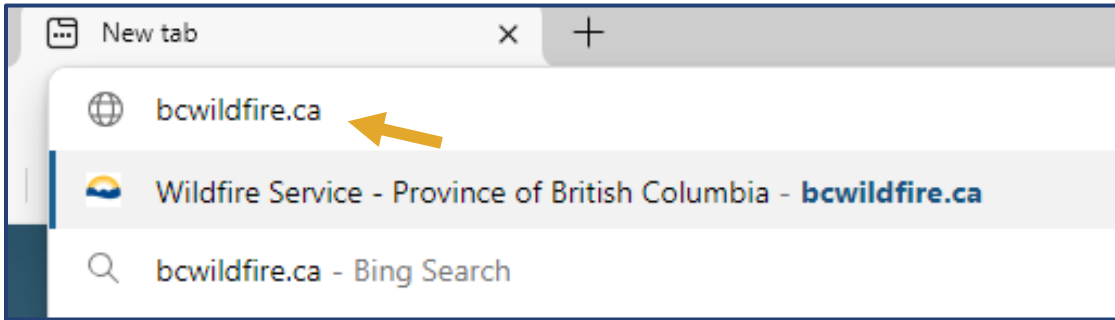 New tab
bcwildfire.ca
Wildfire Service - Province of British Columbia - bcwildfire.ca
bcwildfire.ca - Bing Search